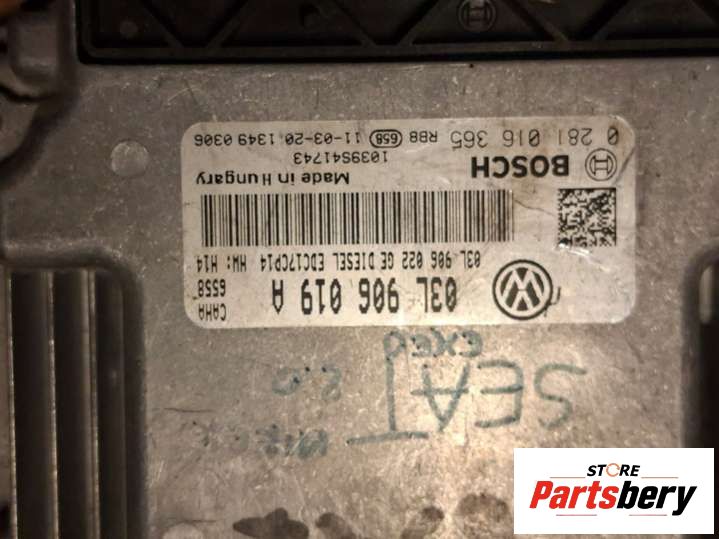 0 281 016 365 RBB 658 11-03-20 1349 0306
BOSCH
1039S41743
Made in Hungary
03L 906 022 GE DIESEL EDC17CP14 HW: H14
03L 906 019 A
CAHA
6558
EXEO
SEAT
2.0
STORE
Partsbery